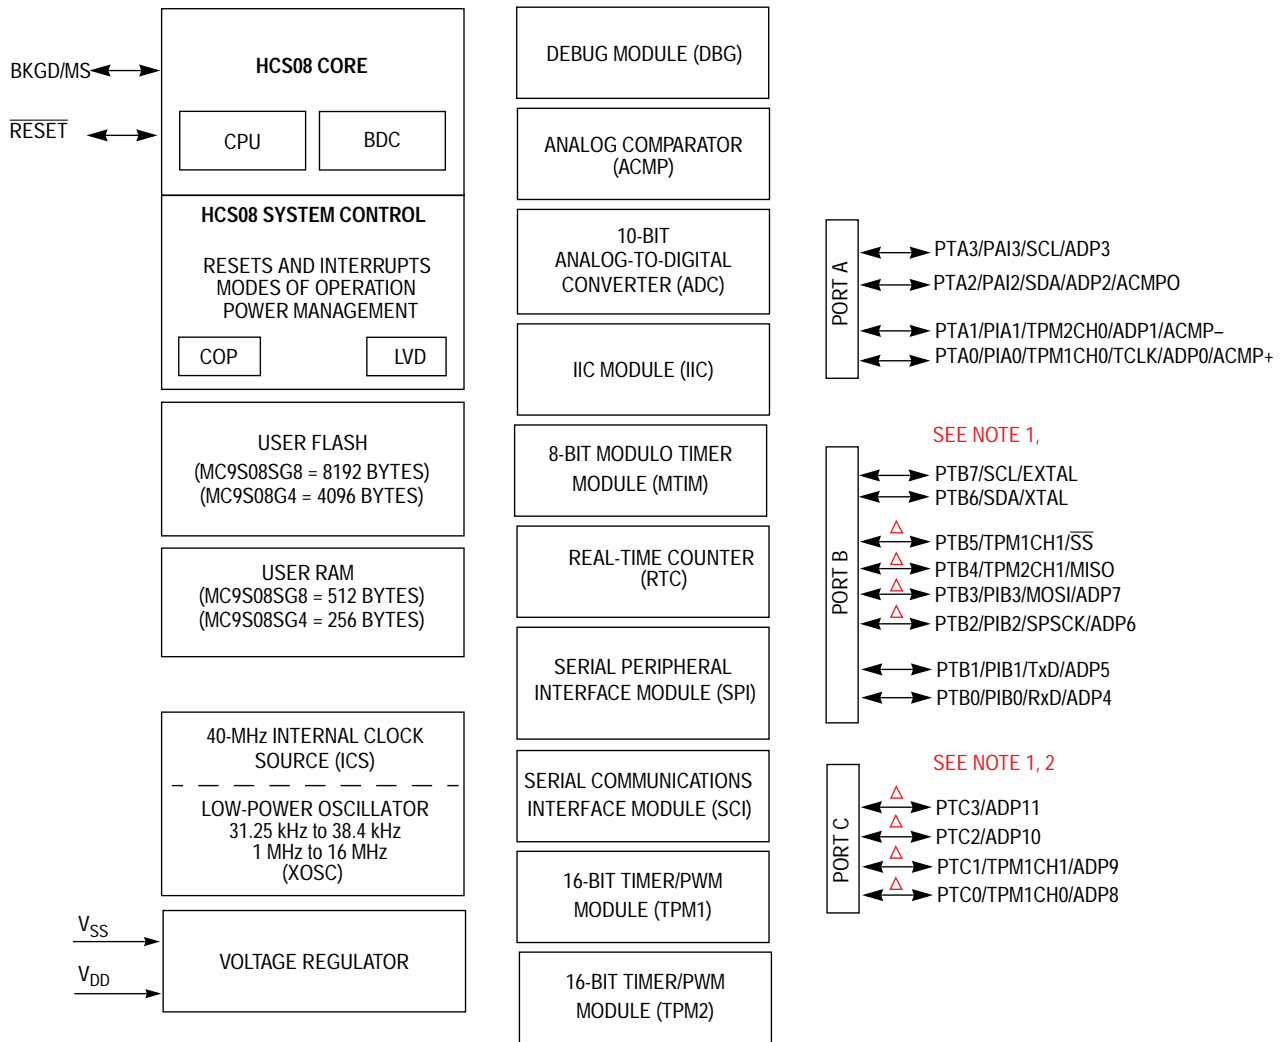 BKGD/MS
RESET
HCS08 CORE
CPU
BDC
HCS08 SYSTEM CONTROL
RESETS AND INTERRUPTS
MODES OF OPERATION
POWER MANAGEMENT
COP
LVD
USER FLASH
(MC9S08SG8 = 8192 BYTES)
(MC9S08G4 = 4096 BYTES)
USER RAM
(MC9S08SG8 = 512 BYTES)
(MC9S08SG4 = 256 BYTES)
40-MHz INTERNAL CLOCK
SOURCE (ICS)
LOW-POWER OSCILLATOR
31.25 kHz to 38.4 kHz
1 MHz to 16 MHz
(XOSC)
VSS
VDD
VOLTAGE REGULATOR
DEBUG MODULE (DBG)
ANALOG COMPARATOR
(ACMP)
10-BIT
ANALOG-TO-DIGITAL
CONVERTER (ADC)
IIC MODULE (IIC)
8-BIT MODULO TIMER
MODULE (MTIM)
REAL-TIME COUNTER
(RTC)
SERIAL PERIPHERAL
INTERFACE MODULE (SPI)
SERIAL COMMUNICATIONS
INTERFACE MODULE (SCI)
16-BIT TIMER/PWM
MODULE (TPM1)
16-BIT TIMER/PWM
MODULE (TPM2)
PORT A
PTA3/PAI3/SCL/ADP3
PTA2/PAI2/SDA/ADP2/ACMPO
PTA1/PIA1/TPM2CH0/ADP1/ACMP–
PTA0/PIA0/TPM1CH0/TCLK/ADP0/ACMP+
SEE NOTE 1,
PORT B
PTB7/SCL/EXTAL
PTB6/SDA/XTAL
PTB5/TPM1CH1/SS
PTB4/TPM2CH1/MISO
PTB3/PIB3/MOSI/ADP7
PTB2/PIB2/SPSCK/ADP6
PTB1/PIB1/TxD/ADP5
PTB0/PIB0/RxD/ADP4
SEE NOTE 1, 2
PORT C
PTC3/ADP11
PTC2/ADP10
PTC1/TPM1CH1/ADP9
PTC0/TPM1CH0/ADP8